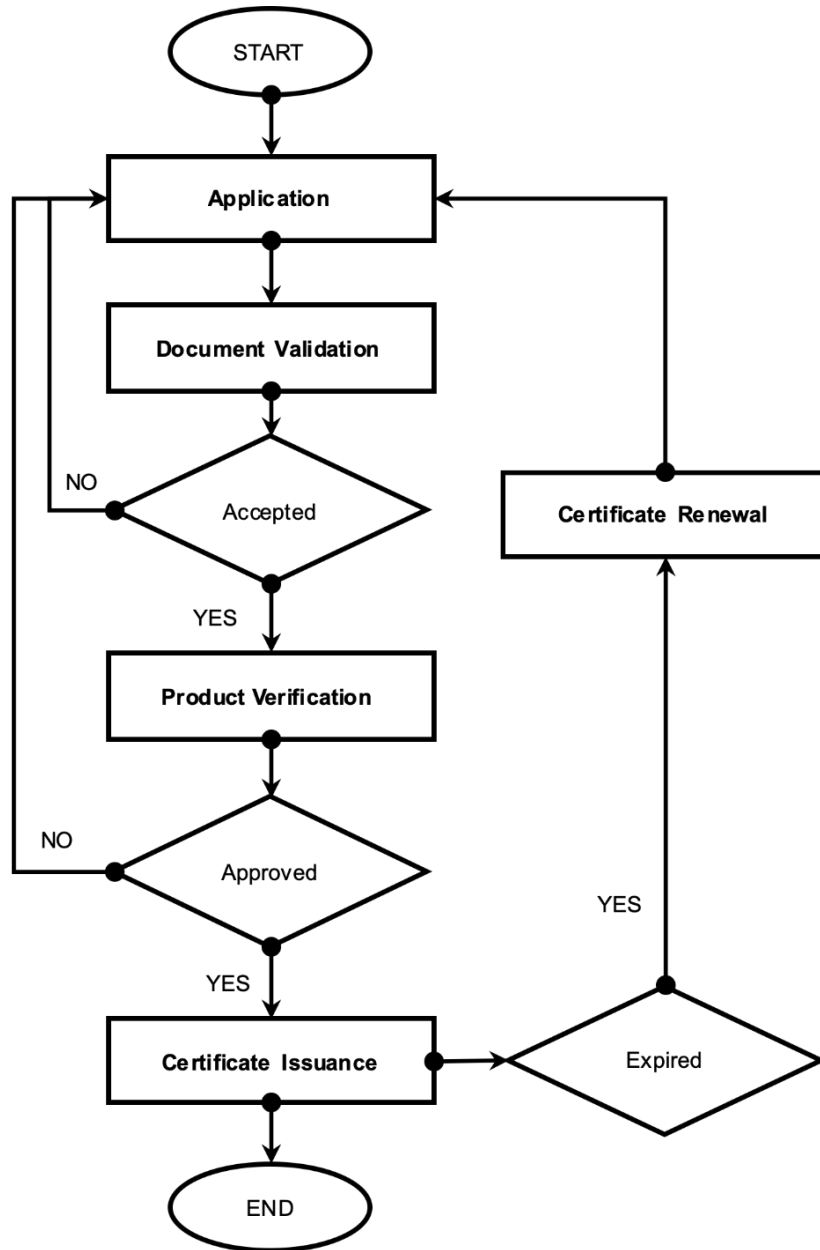 START
Application
Document Validation
NO
Accepted
Certificate Renewal
YES
Product Verification
NO
Approved
YES
YES
Certificate Issuance
Expired
END